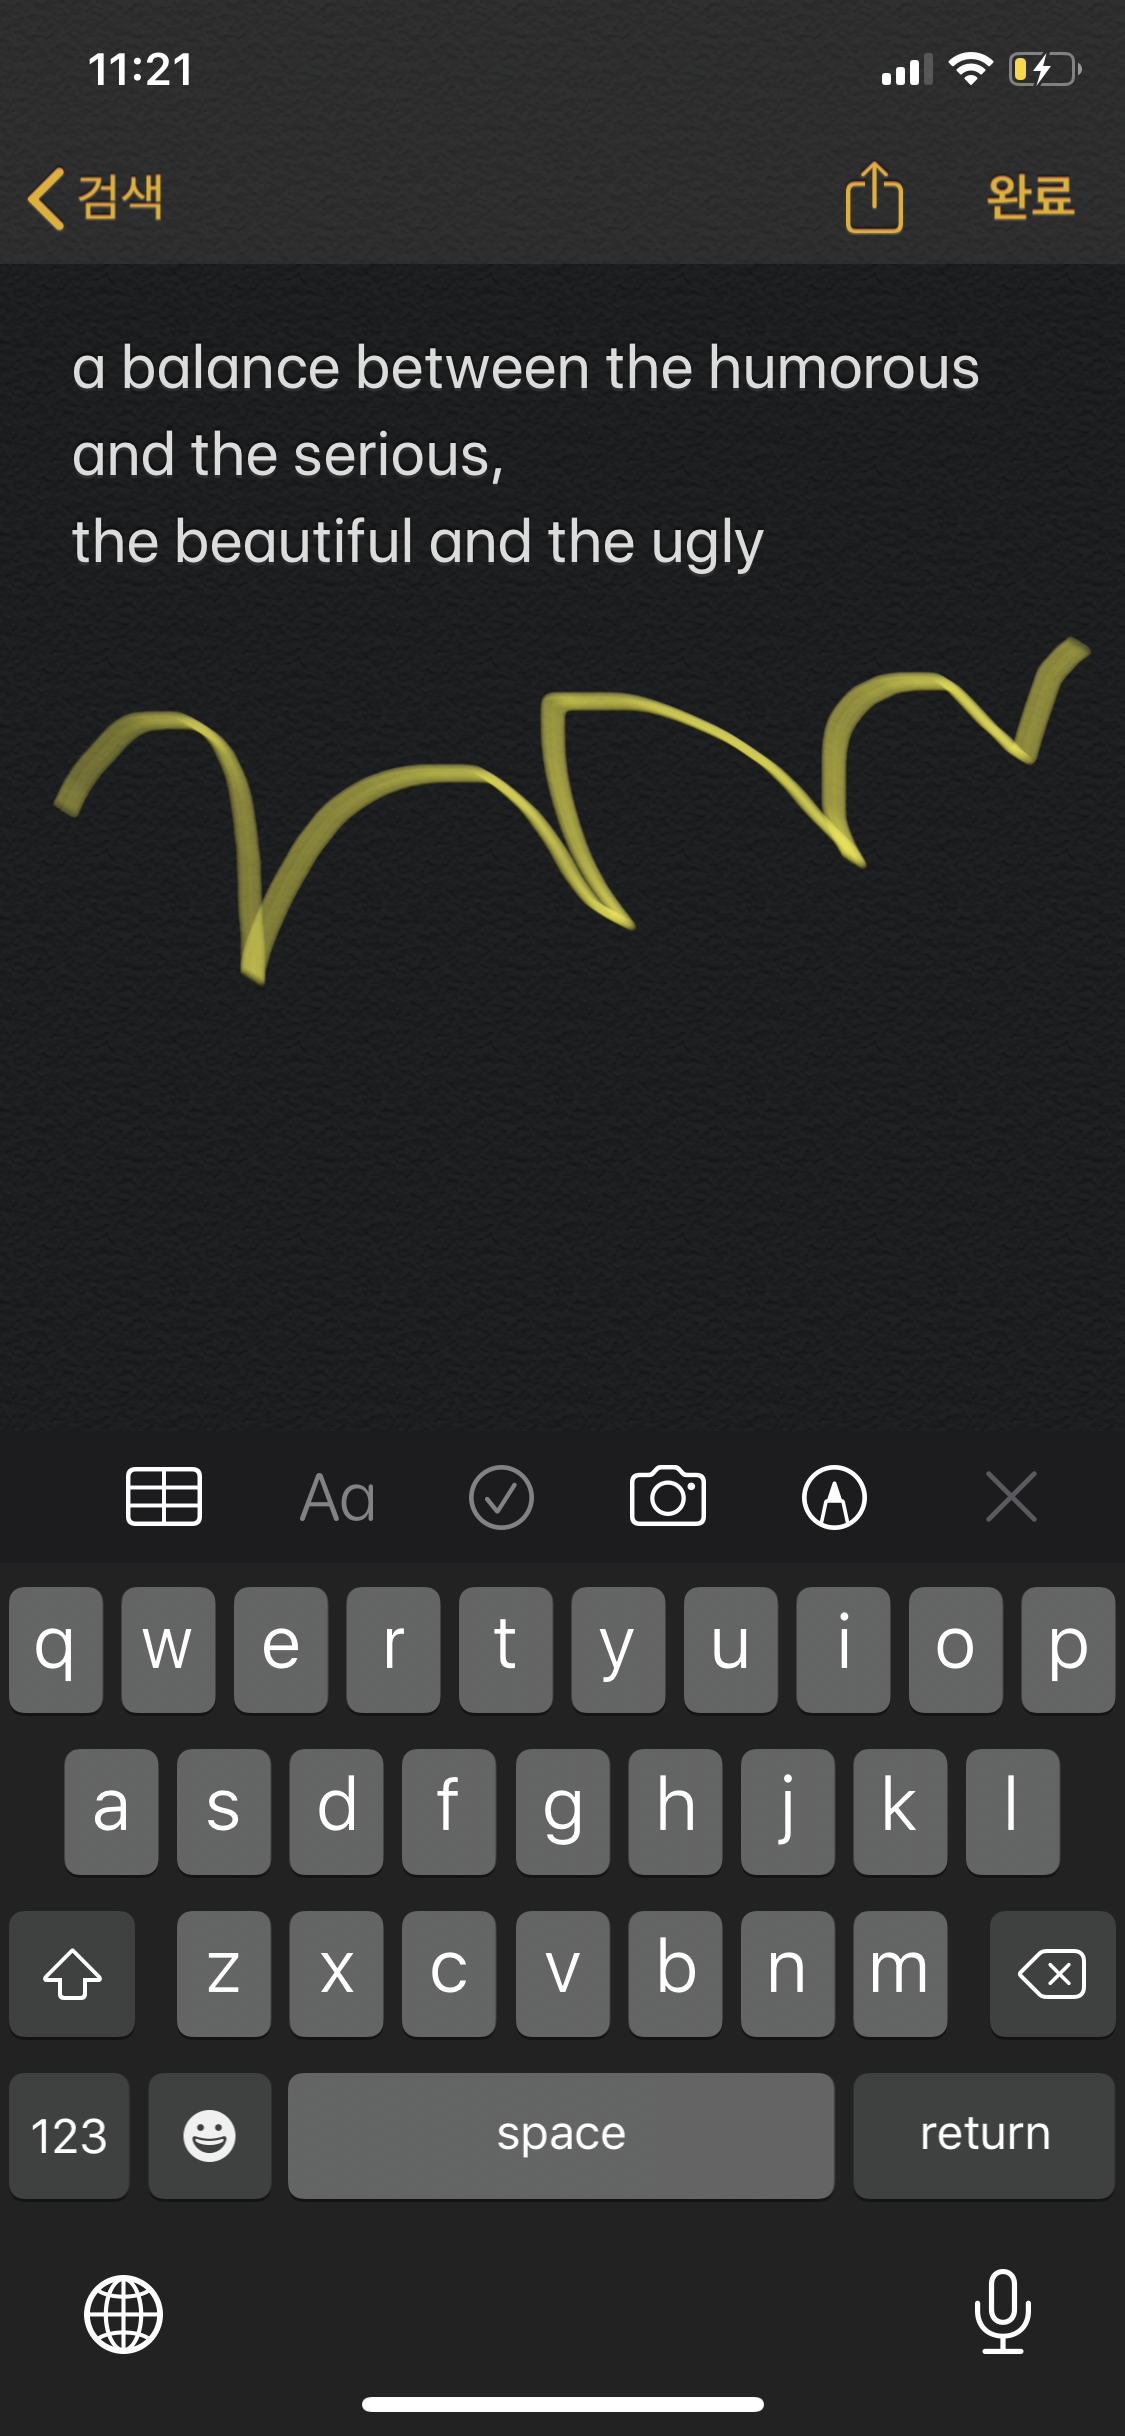 11:21
검색
완료
a balance between the humorous
and the serious,
the beautiful and the ugly
Aa
q w e r t y u i o p
a s d f g h j k l
z x c v b n m
123 space return